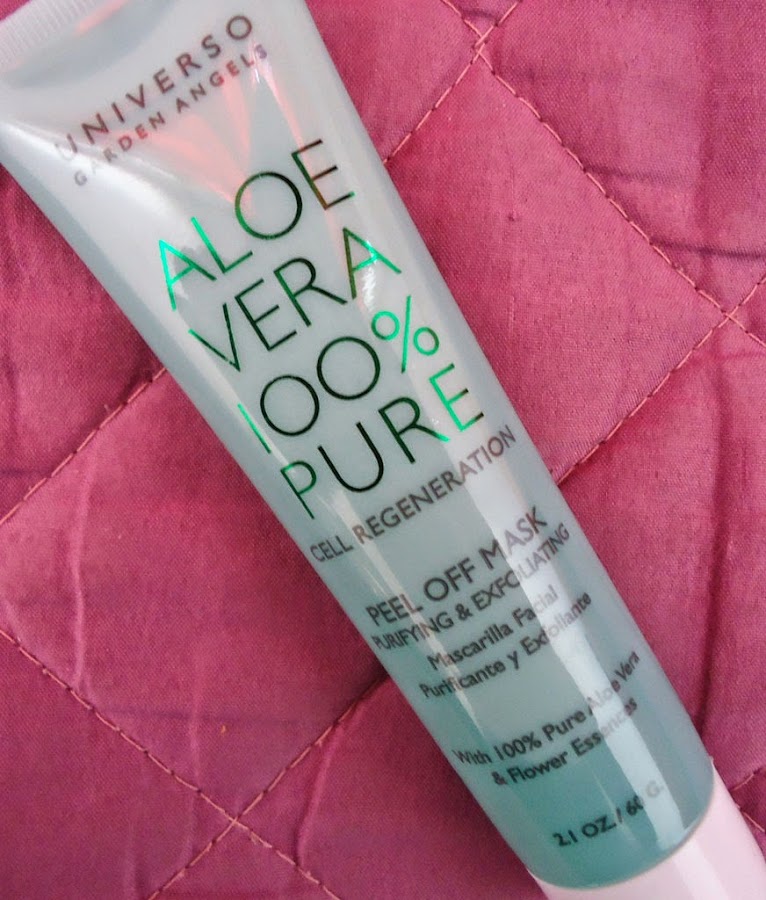 UNIVERSO
GARDEN ANGELS
ALOE
VERA
100%
PURE
CELL REGENERATION
PEEL OFF MASK
PURIFYING & EXFOLIATING
Mascarilla Facial
Purificante y Exfoliante
With 100% Pure Aloe Vera
& Flower Essences
2.1 OZ./ 60 G.